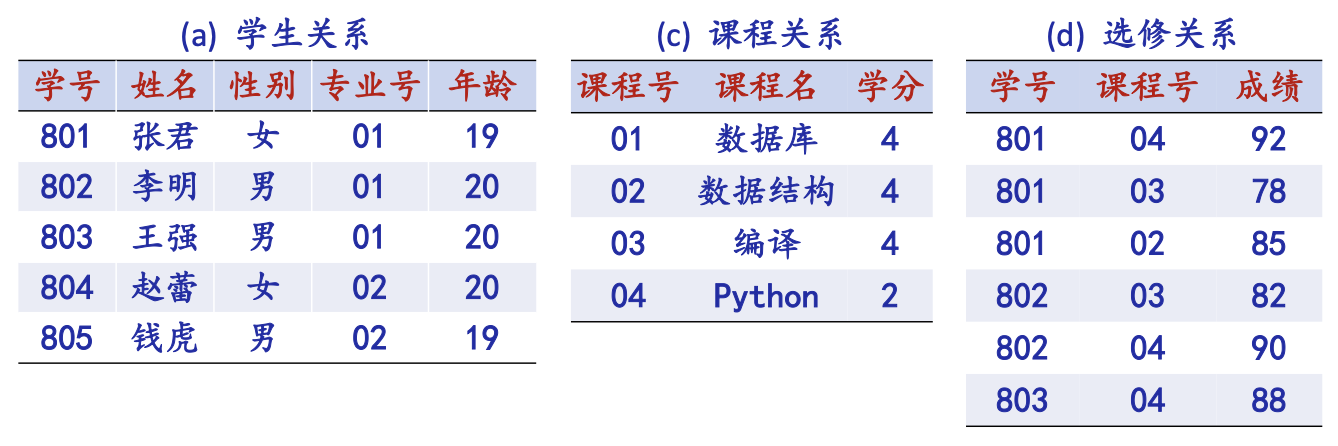 (a) 学生关系
学号 姓名 性别 专业号 年龄
801 张君 女 01 19
802 李明 男 01 20
803 王强 男 01 20
804 赵蕾 女 02 20
805 钱虎 男 02 19
(c) 课程关系
课程号 课程名 学分
01 数据库 4
02 数据结构 4
03 编译 4
04 Python 2
(d) 选修关系
学号 课程号 成绩
801 04 92
801 03 78
801 02 85
802 03 82
802 04 90
803 04 88